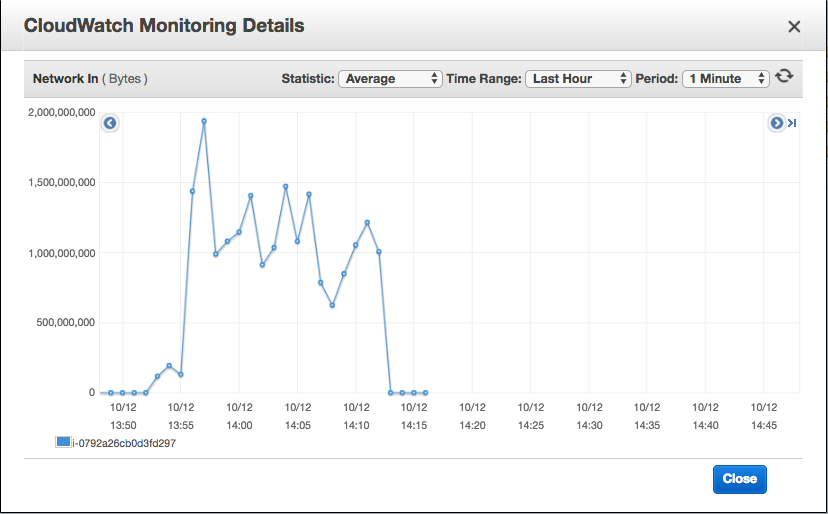 CloudWatch Monitoring Details
Network In ( Bytes ) Statistic: Average Time Range: Last Hour Period: 1 Minute
2,000,000,000
1,500,000,000
1,000,000,000
500,000,000
0
10/12 10/12 10/12 10/12 10/12 10/12 10/12 10/12 10/12 10/12 10/12 10/12
13:50 13:55 14:00 14:05 14:10 14:15 14:20 14:25 14:30 14:35 14:40 14:45
i-0792a26cb0d3fd297
Close